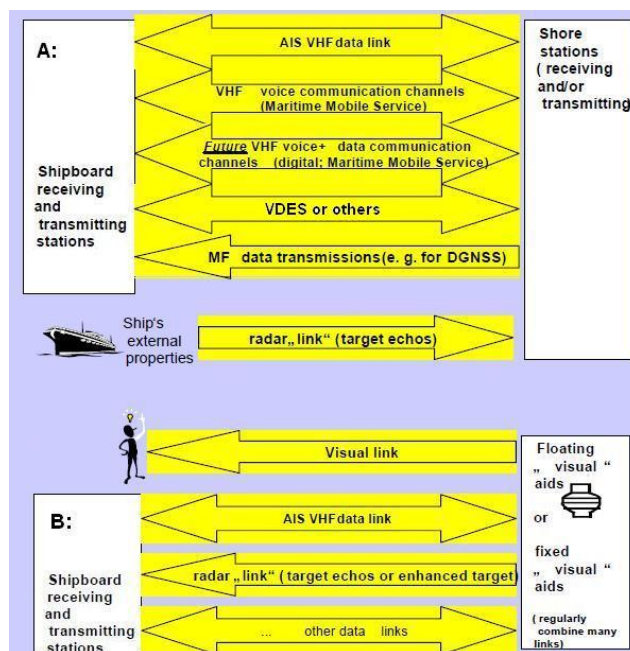 A:
AIS VHF data link
Shore
stations
( receiving
and/or
transmitting)
VHF voice communication channels
(Maritime Mobile Service)
Future VHF voice+ data communication
channels (digital; Maritime Mobile Service)
Shipboard
receiving
and
transmitting
stations
VDES or others
MF data transmissions(e. g. for DGNSS)
Ship's
external
properties
radar„link“ (target echos)
Visual link
Floating
„ visual “
aids
or
fixed
„ visual “
aids
( regularly
combine many
links)
B:
AIS VHF data link
radar „link“ ( target echos or enhanced target)
Shipboard
receiving
and
transmitting
stations
... other data links